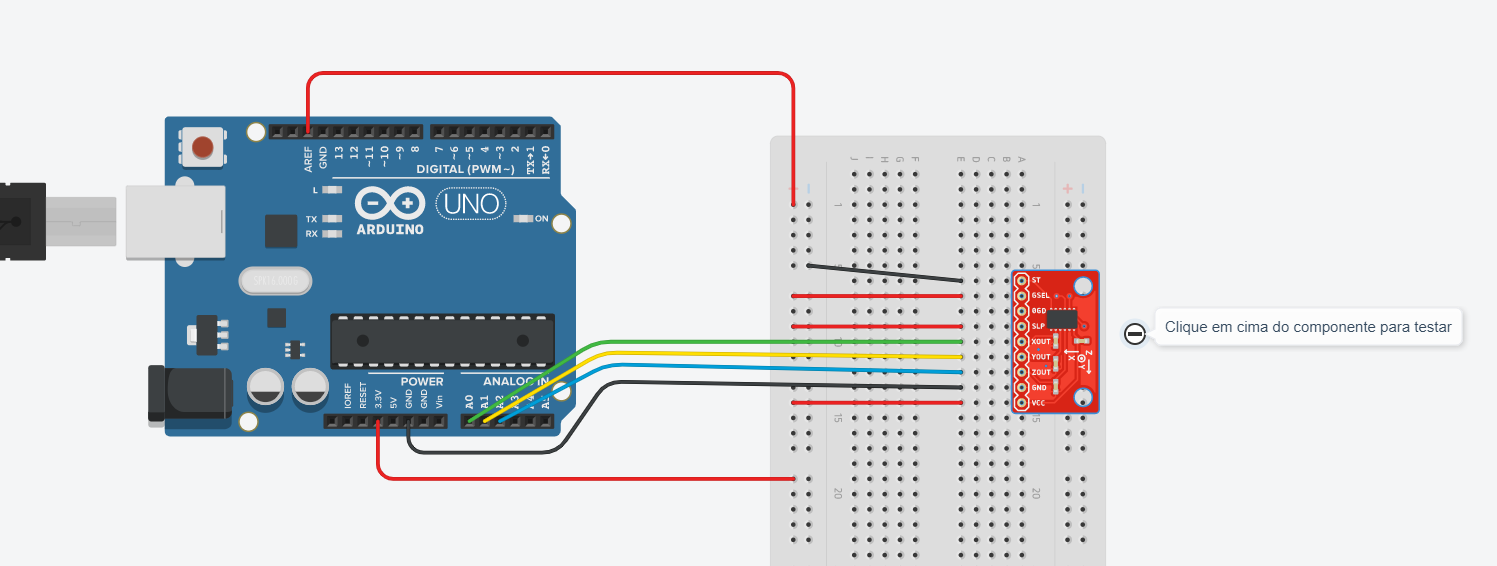 AREF
GND
13
12
~11
~10
~9
8
7
~6
~5
4
~3
2
TX→1
RX←0
DIGITAL (PWM~)
L
TX
RX
ARDUINO
UNO
ON
POWER
ANALOG IN
IOREF
RESET
3.3V
5V
GND
GND
Vin
A0
A1
A2
A3
J I H G F E D C B A
+ −
1
1
5
10
15
15
20
20
ST
GSEL
0GD
SLP
XOUT
YOUT
ZOUT
GND
VCC
X
Y
Z
Clique em cima do componente para testar